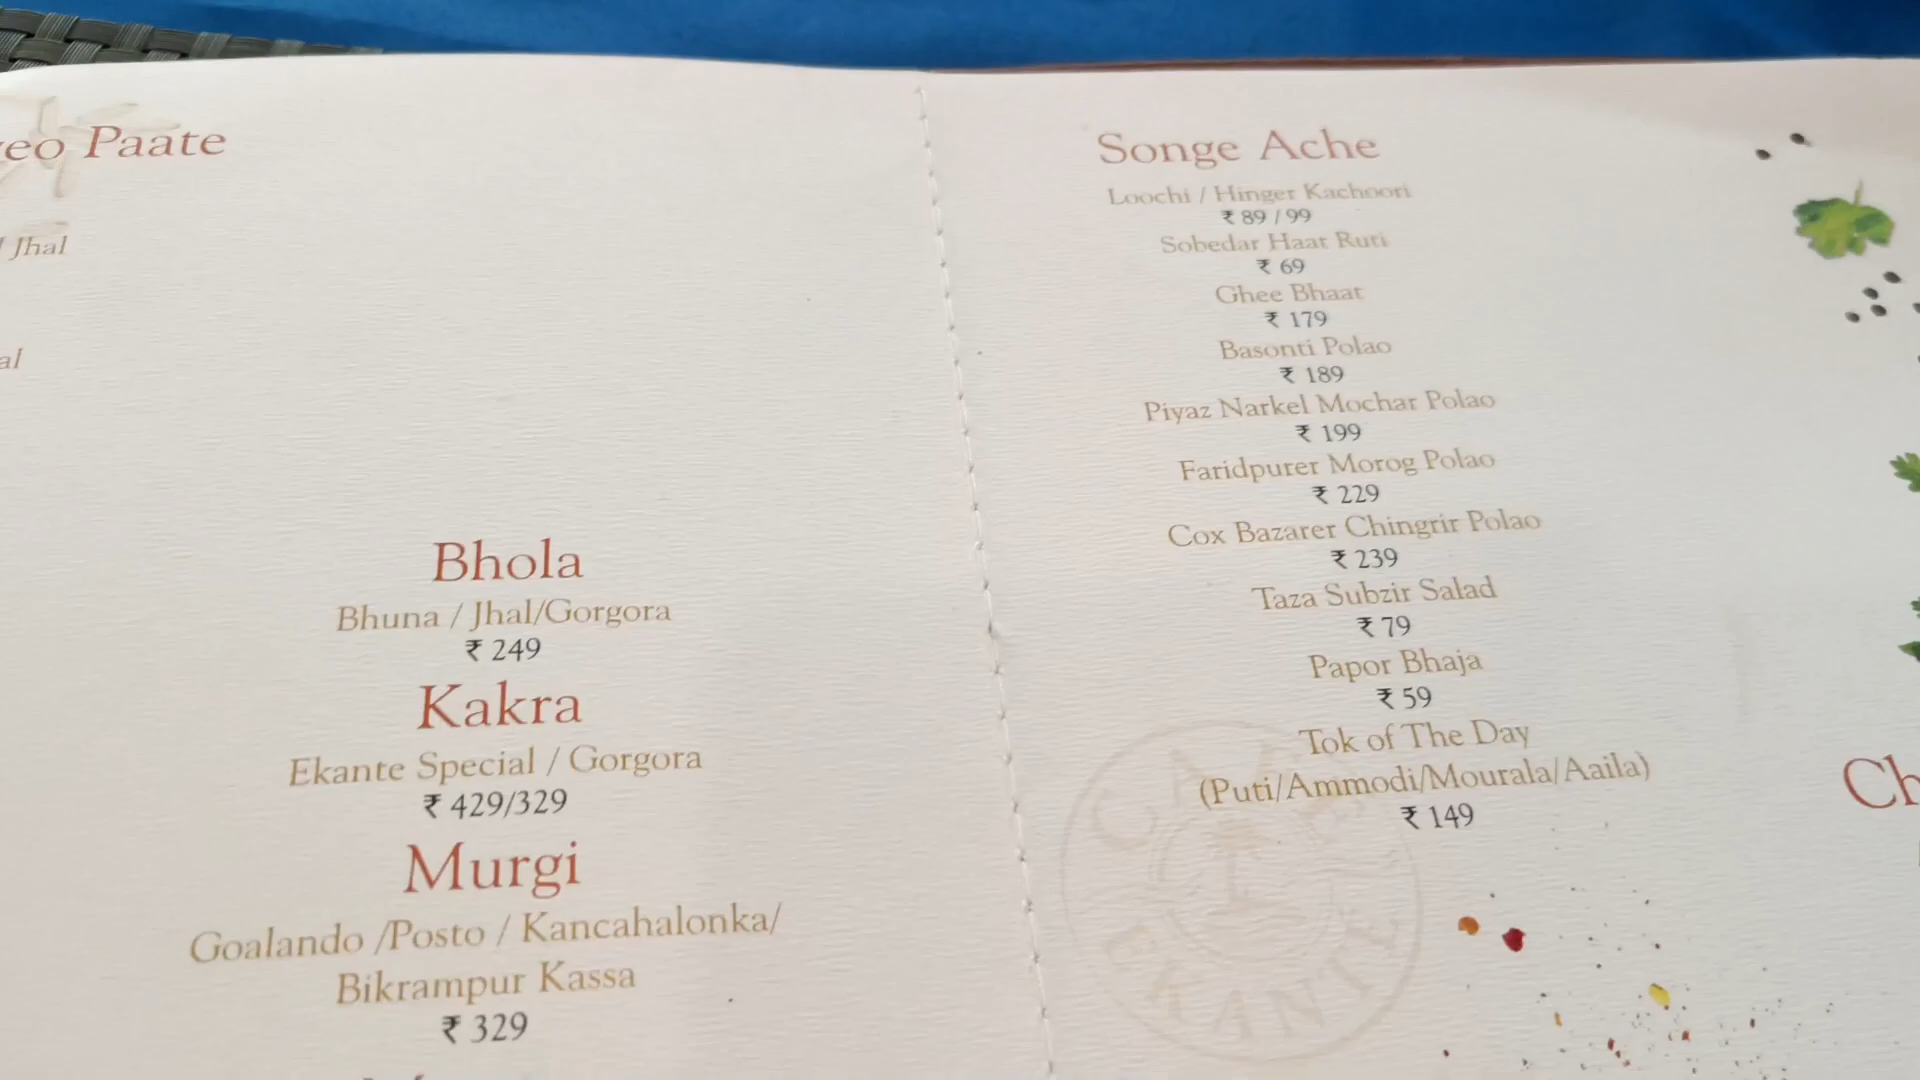 Paate
Jhal
Bhola
Bhuna / Jhal/Gorgora
₹ 249
Kakra
Ekante Special / Gorgora
₹ 429/329
Murgi
Goalando /Posto / Kancahalonka/
Bikrampur Kassa
₹ 329
Songe Ache
Loochi / Hinger Kachoori
₹ 89 / 99
Sobedar Haat Ruti
₹ 69
Ghee Bhaat
₹ 179
Basonti Polao
₹ 189
Piyaz Narkel Mochar Polao
₹ 199
Faridpurer Morog Polao
₹ 229
Cox Bazarer Chingrir Polao
₹ 239
Taza Subzir Salad
₹ 79
Papor Bhaja
₹ 59
Tok of The Day
(Puti/Ammodi/Mourala/Aaila)
₹ 149
EKANTE